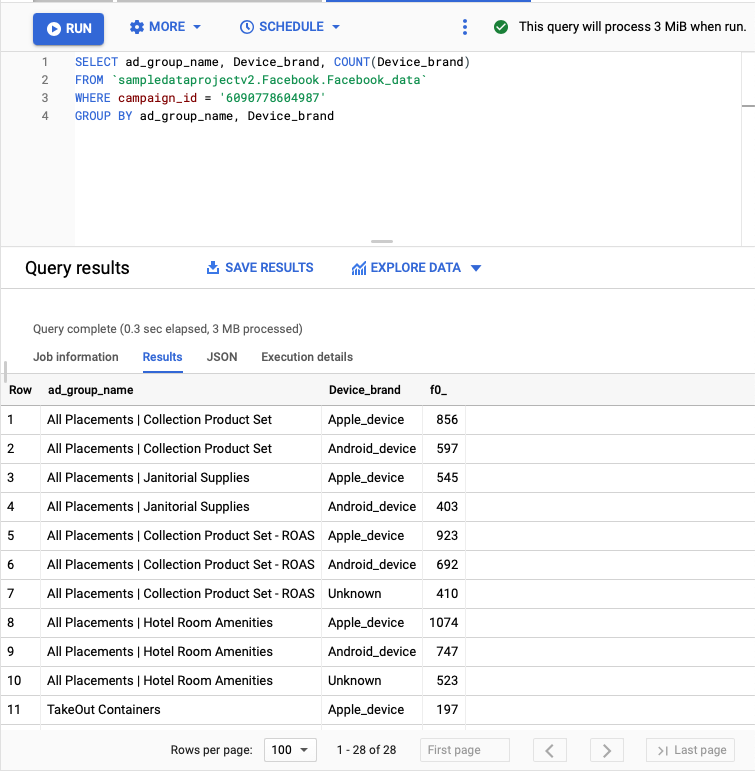 RUN MORE SCHEDULE This query will process 3 MiB when run.
1 SELECT ad_group_name, Device_brand, COUNT(Device_brand)
2 FROM `sampledataprojectv2.Facebook.Facebook_data`
3 WHERE campaign_id = '6090778604987'
4 GROUP BY ad_group_name, Device_brand
Query results SAVE RESULTS EXPLORE DATA
Query complete (0.3 sec elapsed, 3 MB processed)
Job information Results JSON Execution details
Row ad_group_name Device_brand f0_
1 All Placements | Collection Product Set Apple_device 856
2 All Placements | Collection Product Set Android_device 597
3 All Placements | Janitorial Supplies Apple_device 545
4 All Placements | Janitorial Supplies Android_device 403
5 All Placements | Collection Product Set - ROAS Apple_device 923
6 All Placements | Collection Product Set - ROAS Android_device 692
7 All Placements | Collection Product Set - ROAS Unknown 410
8 All Placements | Hotel Room Amenities Apple_device 1074
9 All Placements | Hotel Room Amenities Android_device 747
10 All Placements | Hotel Room Amenities Unknown 523
11 TakeOut Containers Apple_device 197
Rows per page: 100 1 - 28 of 28 First page Last page